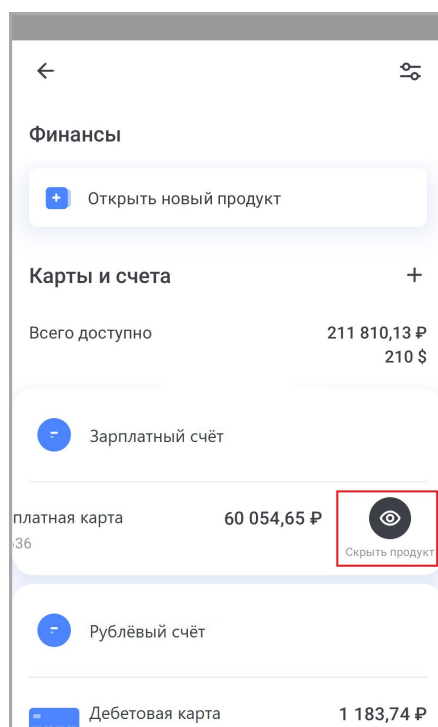 Финансы
Открыть новый продукт
Карты и счета
Всего доступно 211 810,13 ₽
210 $
Зарплатный счёт
платная карта 60 054,65 ₽
36
Скрыть продукт
Рублёвый счёт
Дебетовая карта 1 183,74 ₽